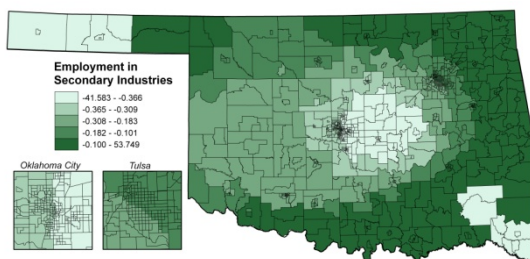 Employment in
Secondary Industries
-41.583 - -0.366
-0.365 - -0.309
-0.308 - -0.183
-0.182 - -0.101
-0.100 - 53.749
Oklahoma City
Tulsa